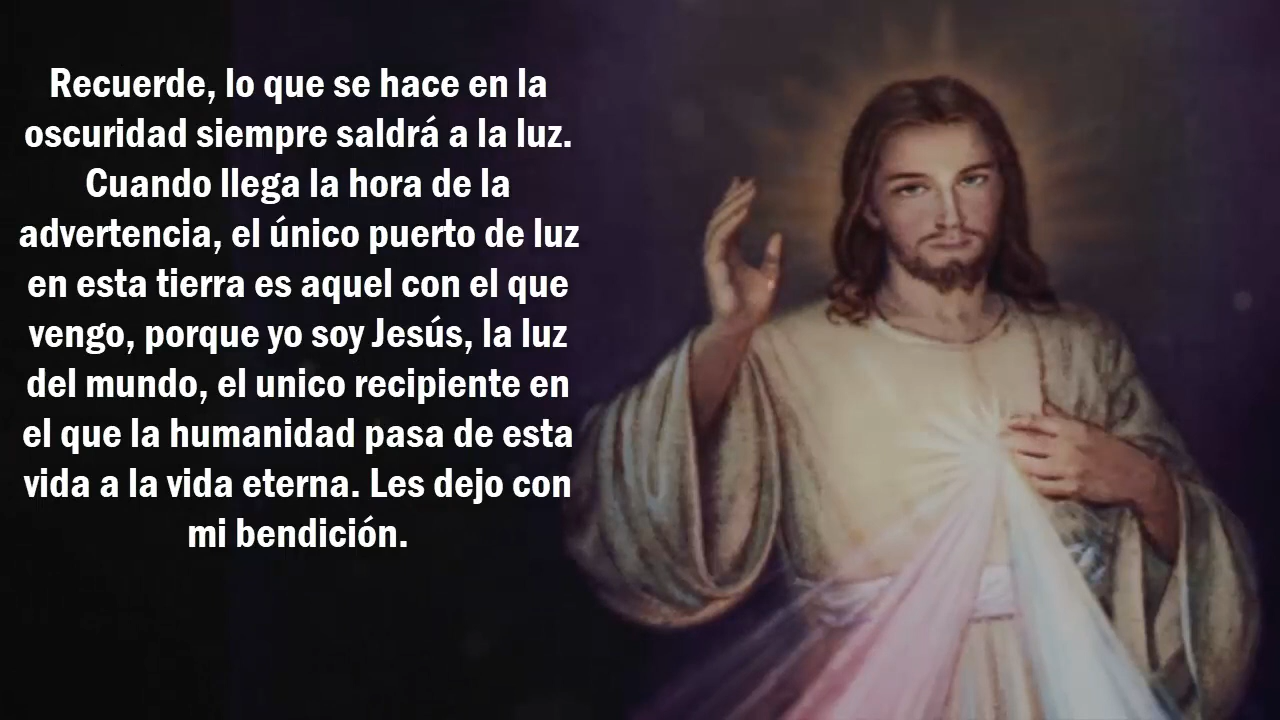 Recuerde, lo que se hace en la
oscuridad siempre saldrá a la luz.
Cuando llega la hora de la
advertencia, el único puerto de luz
en esta tierra es aquel con el que
vengo, porque yo soy Jesús, la luz
del mundo, el unico recipiente en
el que la humanidad pasa de esta
vida a la vida eterna. Les dejo con
mi bendición.